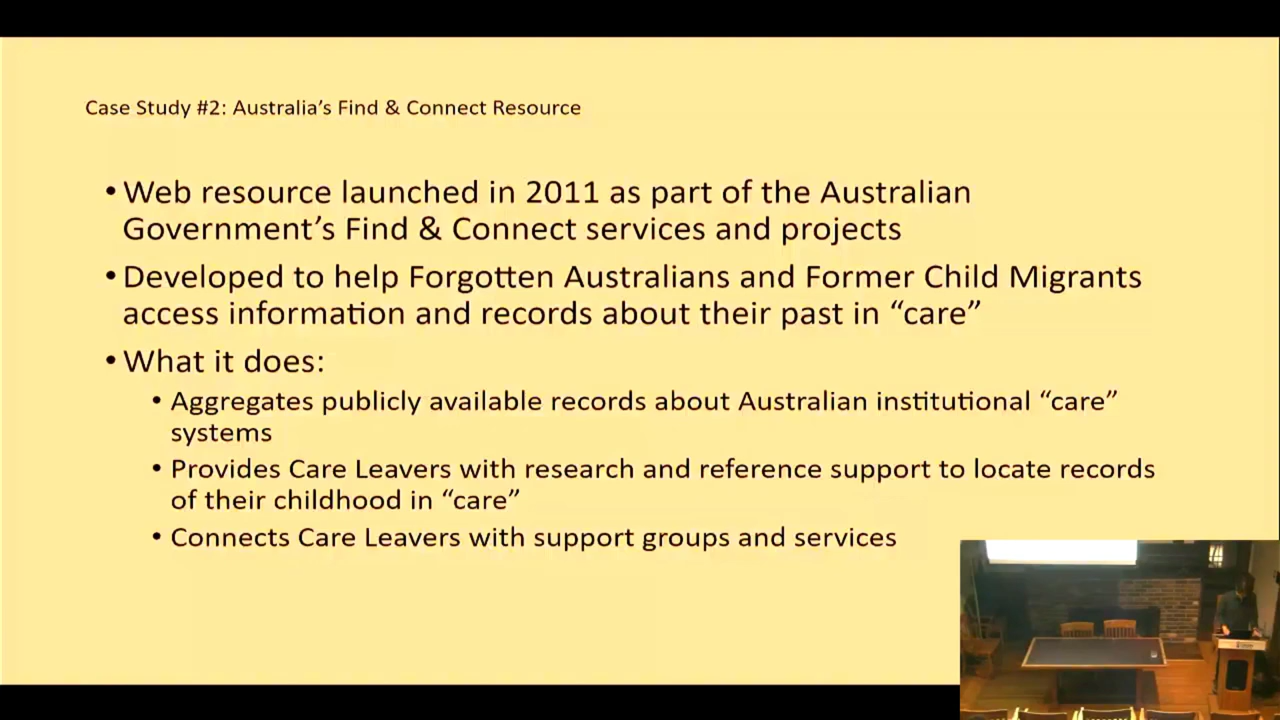 Case Study #2: Australia’s Find & Connect Resource
• Web resource launched in 2011 as part of the Australian
Government’s Find & Connect services and projects
• Developed to help Forgotten Australians and Former Child Migrants
access information and records about their past in “care”
• What it does:
• Aggregates publicly available records about Australian institutional “care”
systems
• Provides Care Leavers with research and reference support to locate records
of their childhood in “care”
• Connects Care Leavers with support groups and services